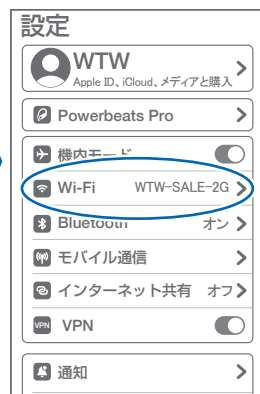 設定
WTW
Apple ID、iCloud、メディアと購入
Powerbeats Pro
機内モード
Wi-Fi WTW-SALE-2G
Bluetooth オン
モバイル通信
インターネット共有 オフ
VPN VPN
通知